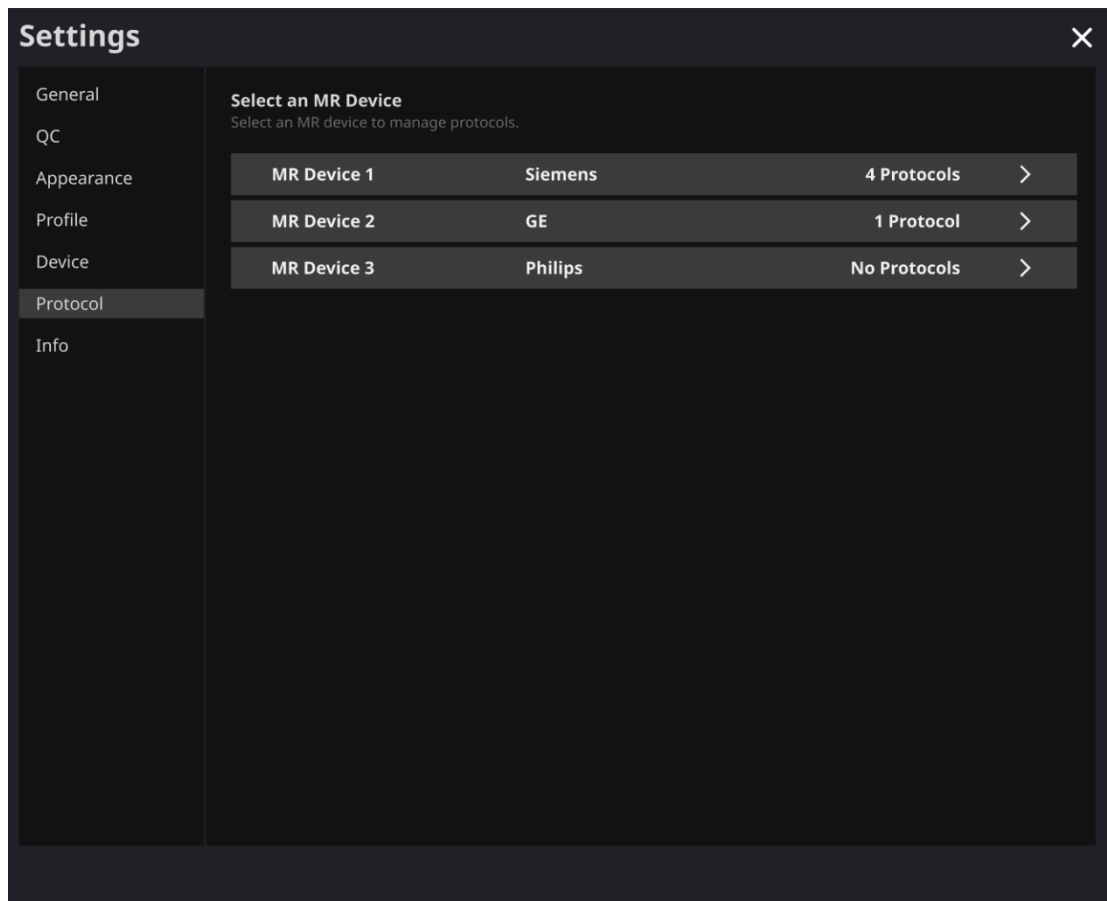 Settings
General
QC
Appearance
Profile
Device
Protocol
Info
Select an MR Device
Select an MR device to manage protocols.
MR Device 1 Siemens 4 Protocols
MR Device 2 GE 1 Protocol
MR Device 3 Philips No Protocols